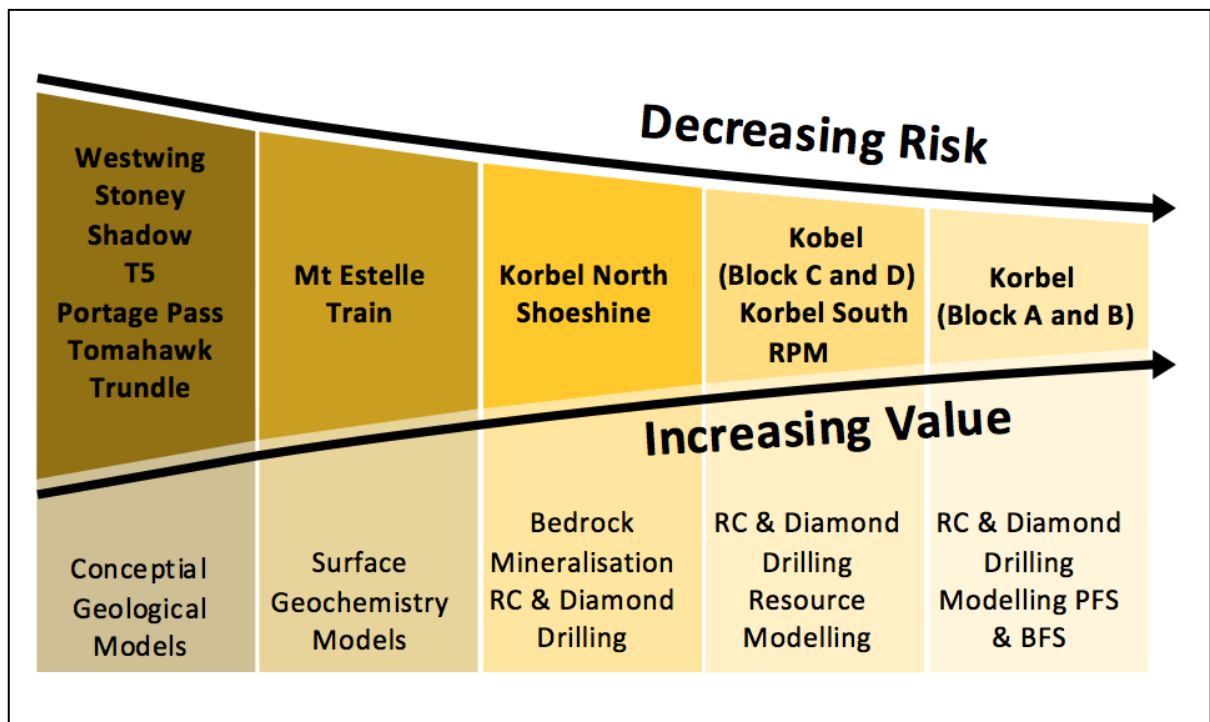 Decreasing Risk
Westwing
Stoney
Shadow
T5
Portage Pass
Tomahawk
Trundle
Mt Estelle
Train
Korbel North
Shoeshine
Kobel
(Block C and D)
Korbel South
RPM
Korbel
(Block A and B)
Increasing Value
Conceptial
Geological
Models
Surface
Geochemistry
Models
Bedrock
Mineralisation
RC & Diamond
Drilling
RC & Diamond
Drilling
Resource
Modelling
RC & Diamond
Drilling
Modelling PFS
& BFS